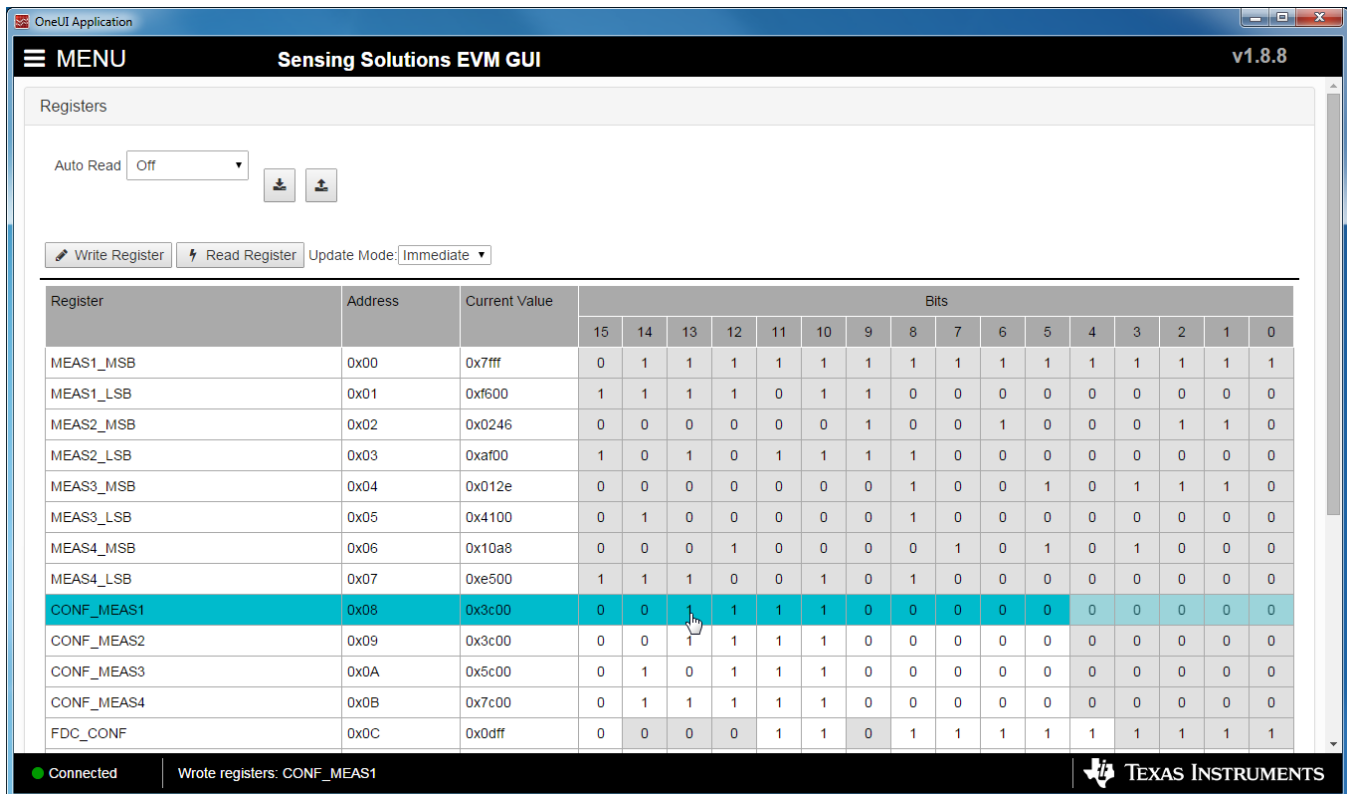 OneUI Application
MENU Sensing Solutions EVM GUI v1.8.8
Registers
Auto Read Off
Write Register Read Register Update Mode: Immediate
Register Address Current Value Bits
15 14 13 12 11 10 9 8 7 6 5 4 3 2 1 0
MEAS1_MSB 0x00 0x7fff 0 1 1 1 1 1 1 1 1 1 1 1 1 1 1 1
MEAS1_LSB 0x01 0xf600 1 1 1 1 0 1 1 0 0 0 0 0 0 0 0 0
MEAS2_MSB 0x02 0x0246 0 0 0 0 0 0 1 0 0 1 0 0 0 1 1 0
MEAS2_LSB 0x03 0xaf00 1 0 1 0 1 1 1 1 0 0 0 0 0 0 0 0
MEAS3_MSB 0x04 0x012e 0 0 0 0 0 0 0 1 0 0 1 0 1 1 1 0
MEAS3_LSB 0x05 0x4100 0 1 0 0 0 0 0 1 0 0 0 0 0 0 0 0
MEAS4_MSB 0x06 0x10a8 0 0 0 1 0 0 0 0 1 0 1 0 1 0 0 0
MEAS4_LSB 0x07 0xe500 1 1 1 0 0 1 0 1 0 0 0 0 0 0 0 0
CONF_MEAS1 0x08 0x3c00 0 0 1 1 1 1 0 0 0 0 0 0 0 0 0 0
CONF_MEAS2 0x09 0x3c00 0 0 1 1 1 1 0 0 0 0 0 0 0 0 0 0
CONF_MEAS3 0x0A 0x5c00 0 1 0 1 1 1 0 0 0 0 0 0 0 0 0 0
CONF_MEAS4 0x0B 0x7c00 0 1 1 1 1 1 0 0 0 0 0 0 0 0 0 0
FDC_CONF 0x0C 0x0dff 0 0 0 0 1 1 0 1 1 1 1 1 1 1 1 1
Connected Wrote registers: CONF_MEAS1 TEXAS INSTRUMENTS